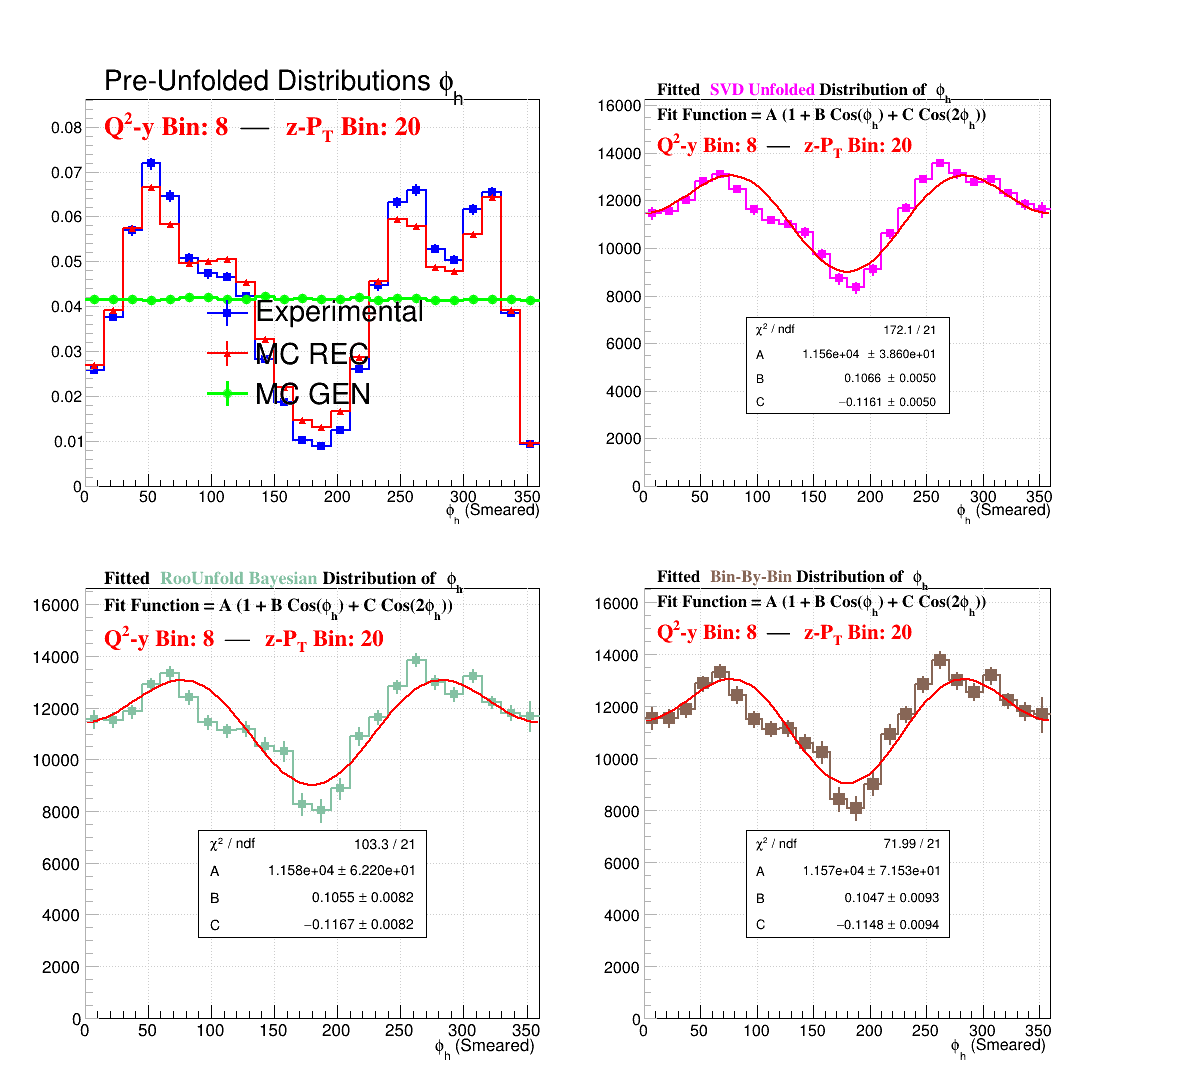 Pre-Unfolded Distributions ϕh
Q²-y Bin: 8 — z-PT Bin: 20
0.08
0.07
0.06
0.05
0.04
0.03
0.02
0.01
0
Experimental
MC REC
MC GEN
0 50 100 150 200 250 300 350
ϕh (Smeared)
Fitted SVD Unfolded Distribution of ϕh
Fit Function = A (1 + B Cos(ϕh) + C Cos(2ϕh))
Q²-y Bin: 8 — z-PT Bin: 20
16000
14000
12000
10000
8000
6000
4000
2000
0
χ² / ndf 172.1 / 21
A 1.156e+04 ± 3.860e+01
B 0.1066 ± 0.0050
C −0.1161 ± 0.0050
0 50 100 150 200 250 300 350
ϕh (Smeared)
Fitted RooUnfold Bayesian Distribution of ϕh
Fit Function = A (1 + B Cos(ϕh) + C Cos(2ϕh))
Q²-y Bin: 8 — z-PT Bin: 20
16000
14000
12000
10000
8000
6000
4000
2000
0
χ² / ndf 103.3 / 21
A 1.158e+04 ± 6.220e+01
B 0.1055 ± 0.0082
C −0.1167 ± 0.0082
0 50 100 150 200 250 300 350
ϕh (Smeared)
Fitted Bin-By-Bin Distribution of ϕh
Fit Function = A (1 + B Cos(ϕh) + C Cos(2ϕh))
Q²-y Bin: 8 — z-PT Bin: 20
16000
14000
12000
10000
8000
6000
4000
2000
0
χ² / ndf 71.99 / 21
A 1.157e+04 ± 7.153e+01
B 0.1047 ± 0.0093
C −0.1148 ± 0.0094
0 50 100 150 200 250 300 350
ϕh (Smeared)